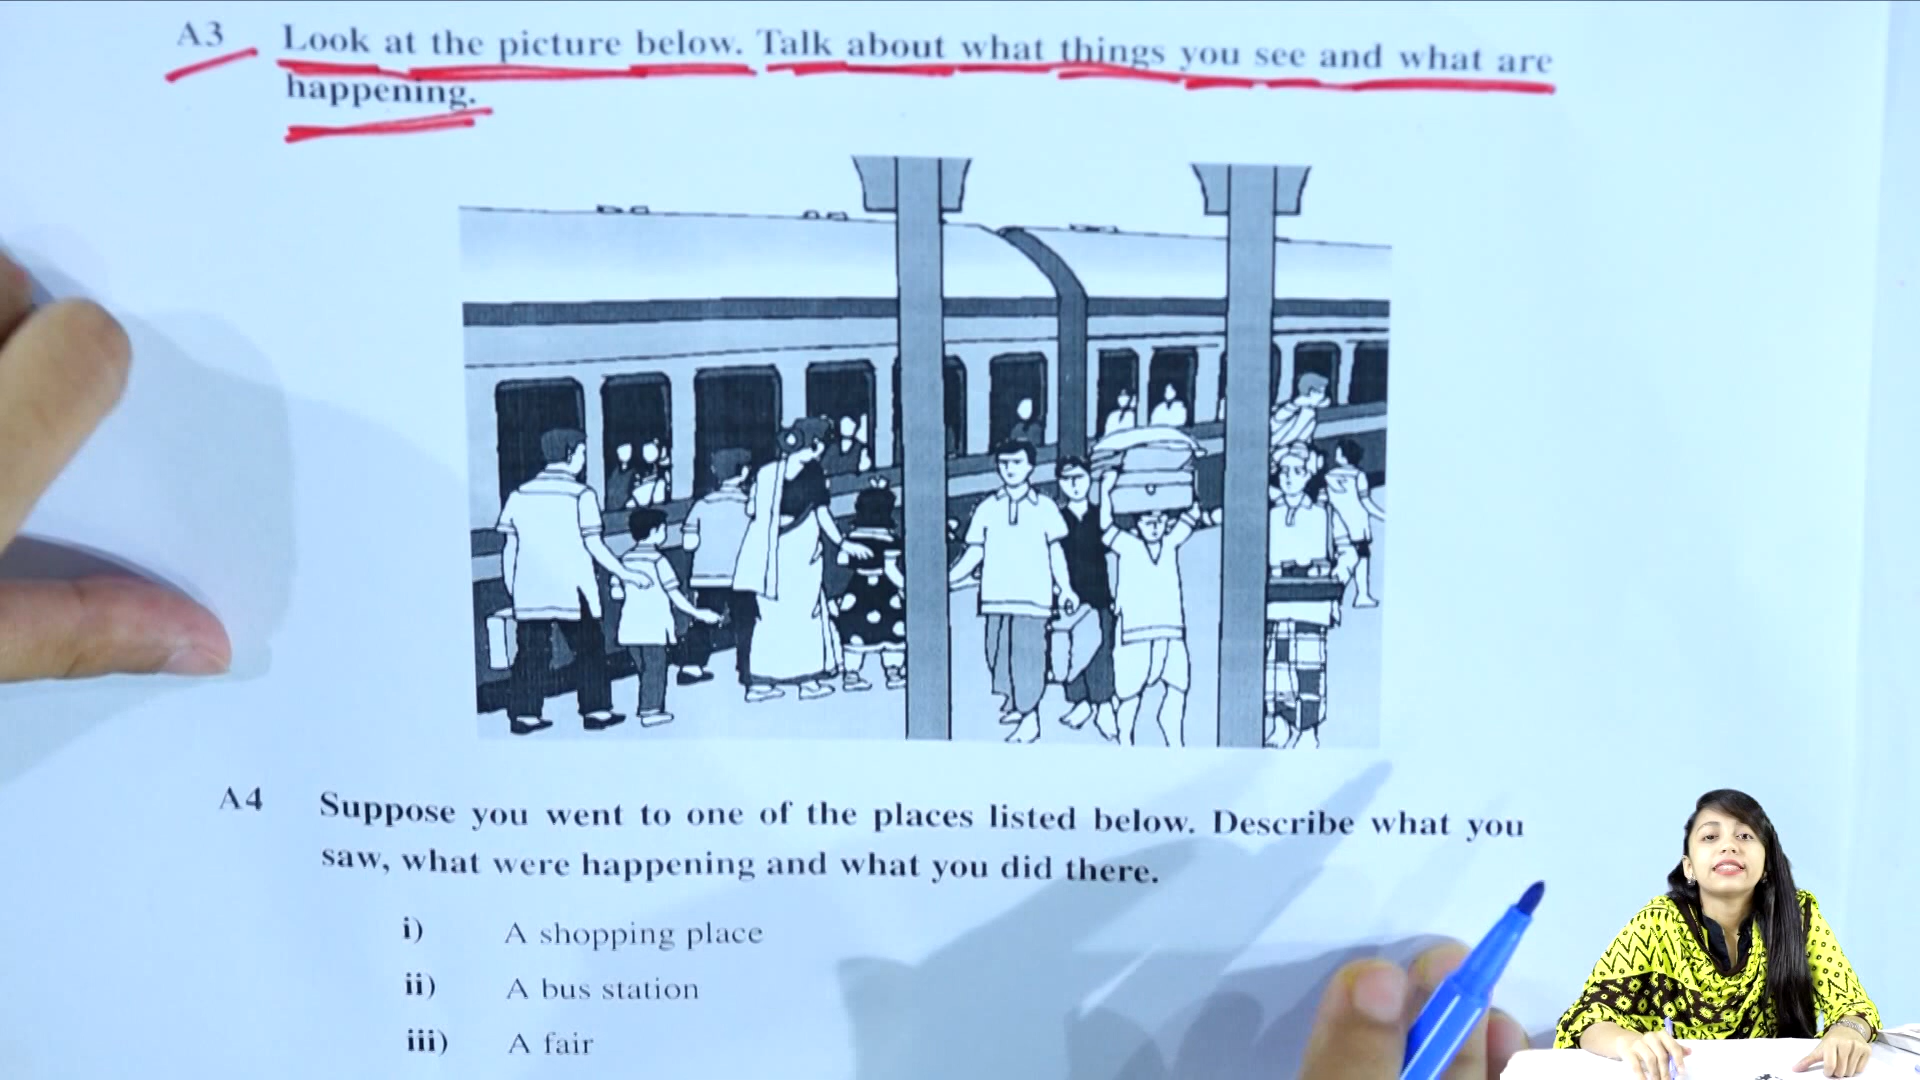 A3 Look at the picture below. Talk about what things you see and what are
happening.
A4 Suppose you went to one of the places listed below. Describe what you
saw, what were happening and what you did there.
i) A shopping place
ii) A bus station
iii) A fair